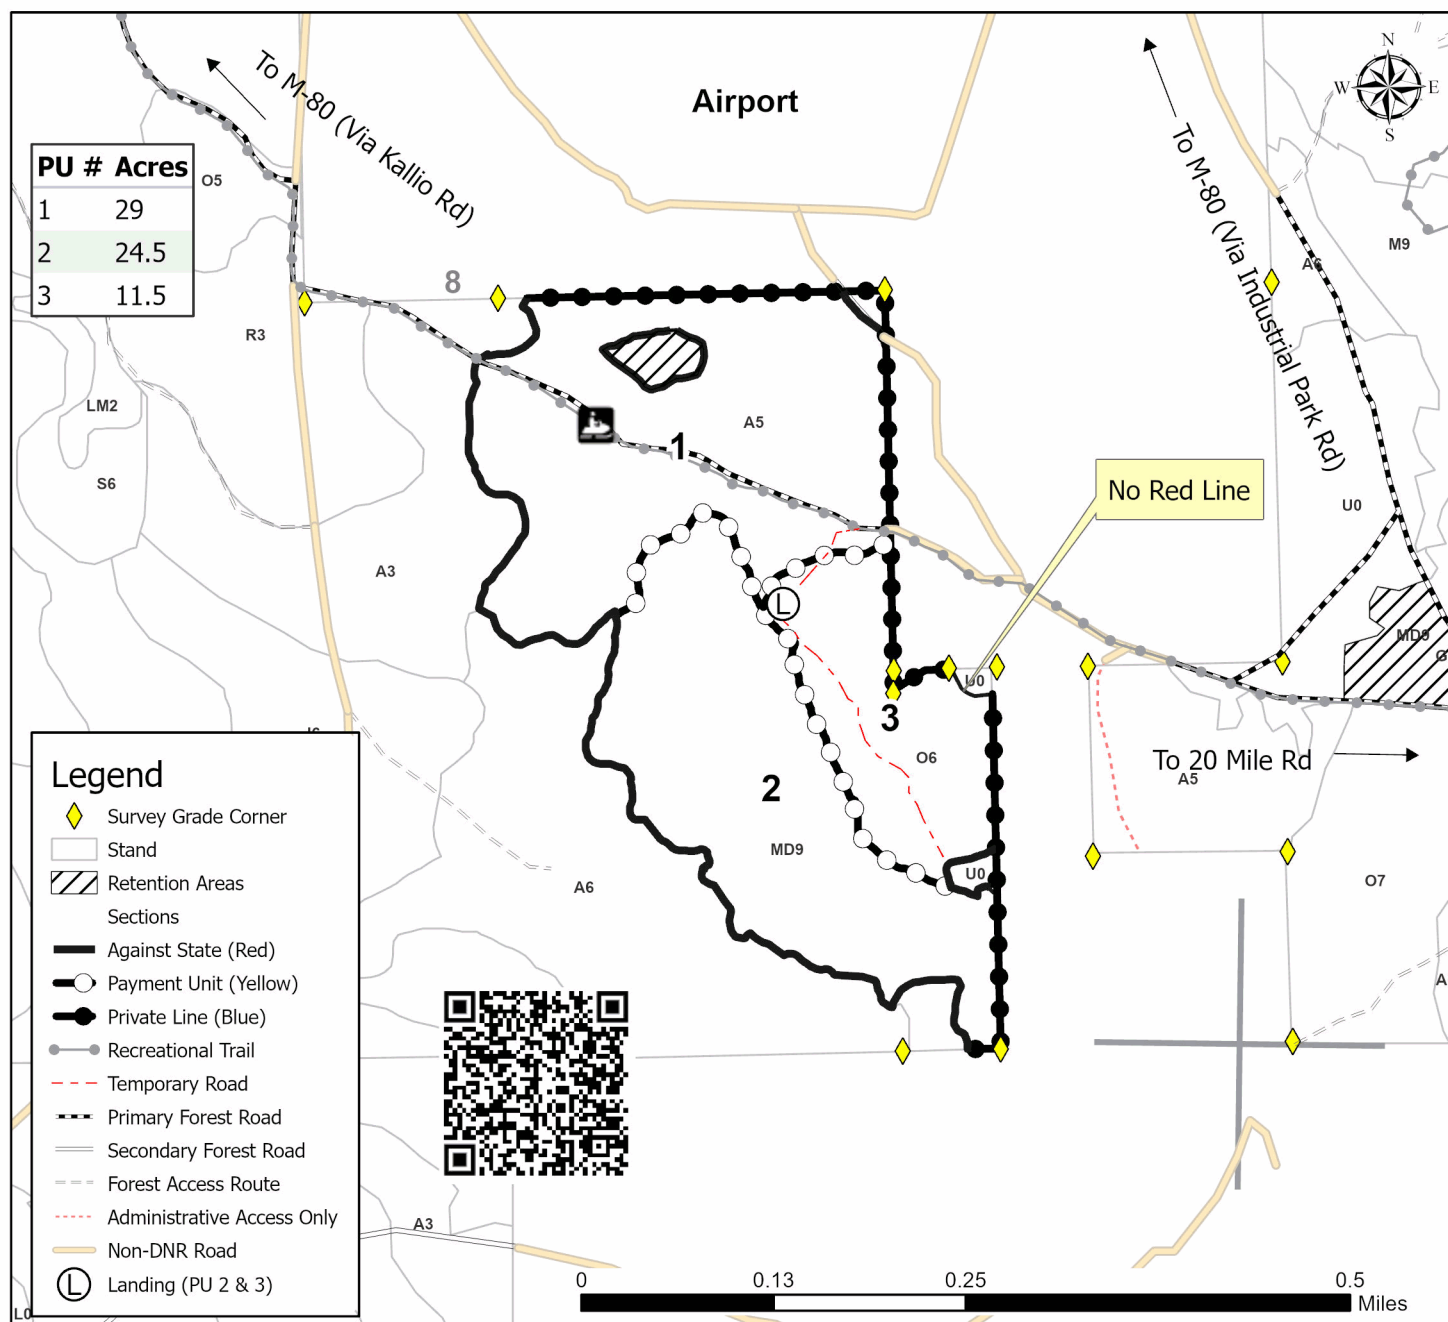 Airport
N
W E
S
To M-80 (Via Kallio Rd)
To M-80 (Via Industrial Park Rd)
PU # Acres
1 29
2 24.5
3 11.5
O5
M9
A6
8
R3
LM2
A5
1
S6
No Red Line
U0
A3
MD9
G
U0
3
O6
To 20 Mile Rd
A5
2
MD9
U0
A6
O7
A
Legend
Survey Grade Corner
Stand
Retention Areas
Sections
Against State (Red)
Payment Unit (Yellow)
Private Line (Blue)
Recreational Trail
Temporary Road
Primary Forest Road
Secondary Forest Road
Forest Access Route
Administrative Access Only
Non-DNR Road
L Landing (PU 2 & 3)
L
A3
0 0.13 0.25 0.5
Miles